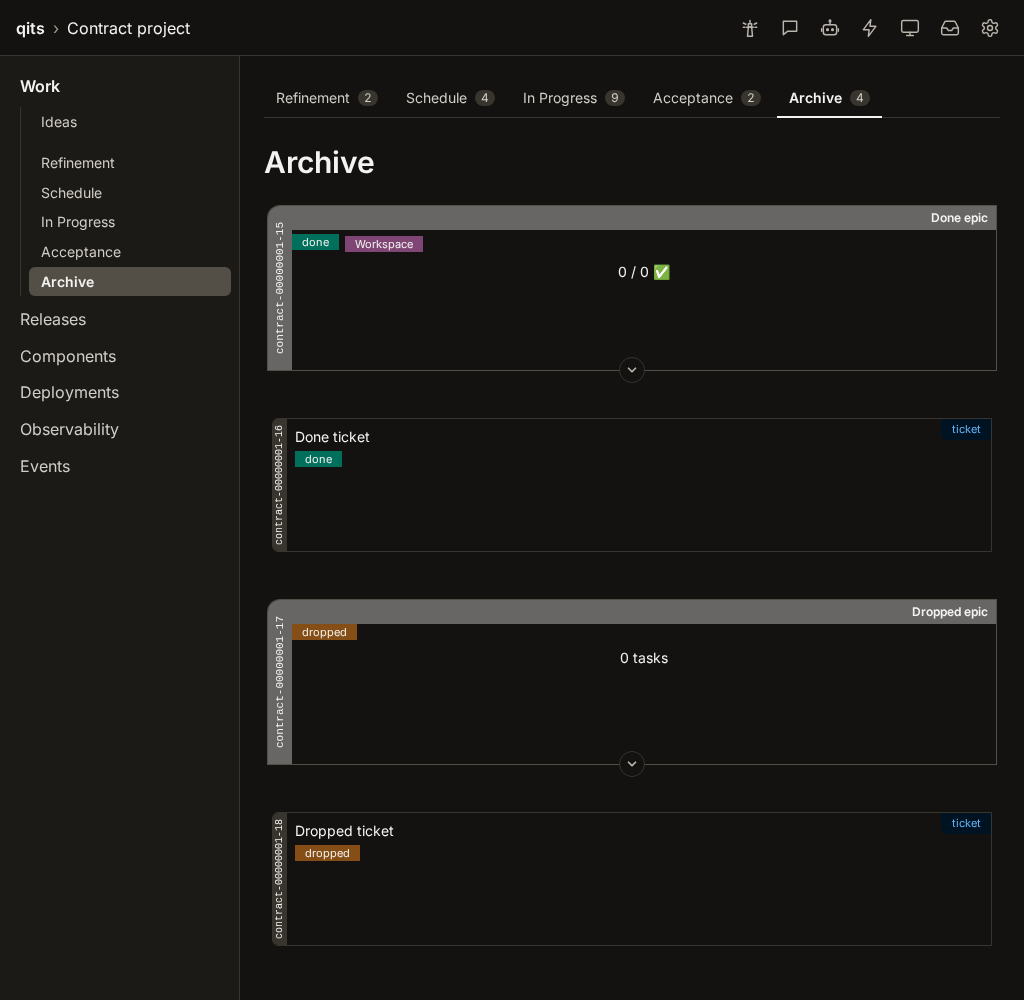 qits › Contract project
Work
Ideas
Refinement
Schedule
In Progress
Acceptance
Archive
Releases
Components
Deployments
Observability
Events
Refinement 2
Schedule 4
In Progress 9
Acceptance 2
Archive 4
Archive
contract-00000001-15
Done epic
done
Workspace
0 / 0 ✅
contract-00000001-16
Done ticket
ticket
done
contract-00000001-17
Dropped epic
dropped
0 tasks
contract-00000001-18
Dropped ticket
ticket
dropped